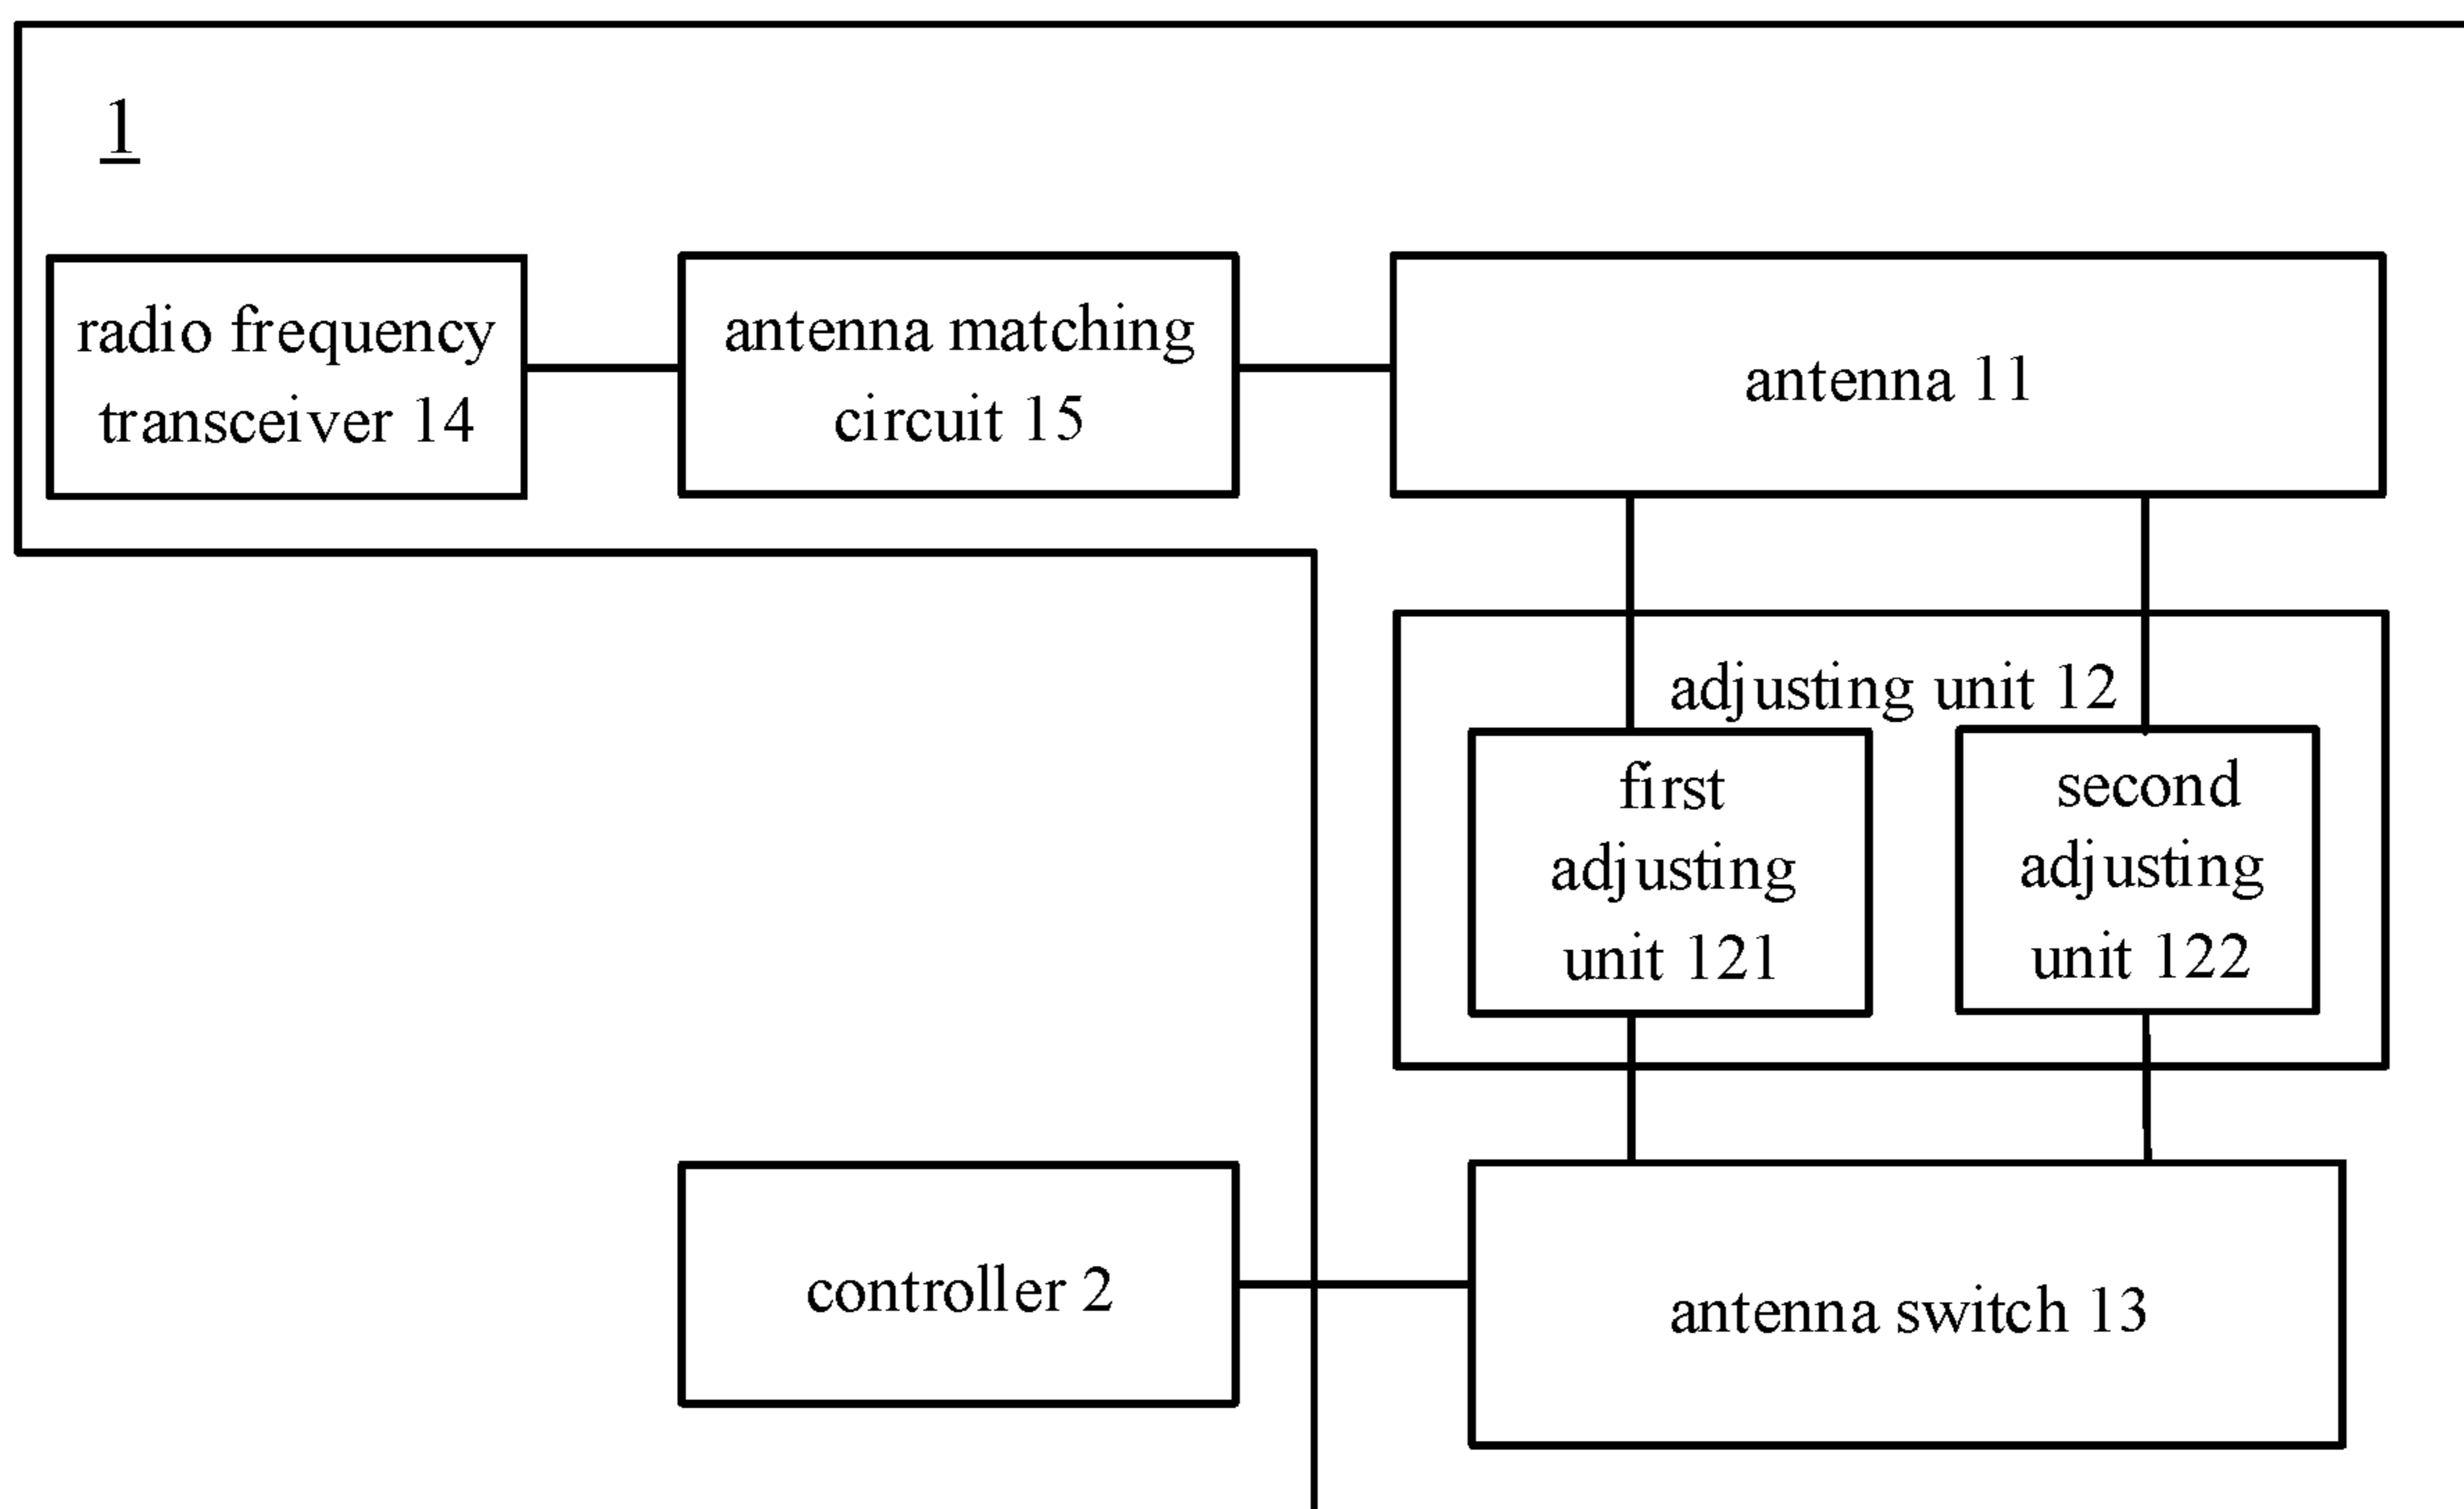 1
radio frequency
transceiver 14
antenna matching
circuit 15
antenna 11
adjusting unit 12
first
adjusting
unit 121
second
adjusting
unit 122
controller 2
antenna switch 13